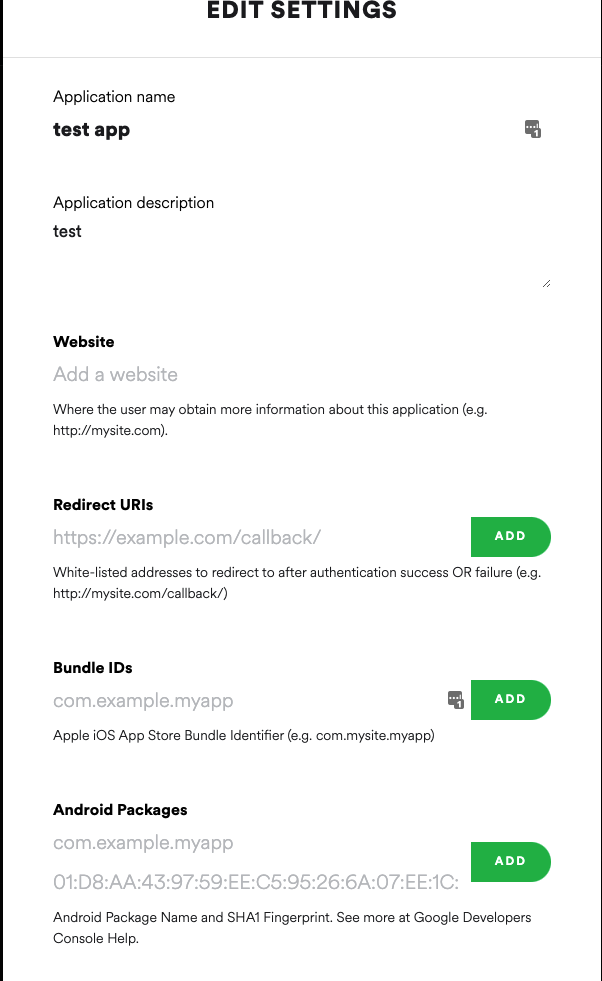 EDIT SETTINGS
Application name
test app
1
Application description
test
Website
Add a website
Where the user may obtain more information about this application (e.g.
http://mysite.com).
Redirect URIs
https://example.com/callback/
ADD
White-listed addresses to redirect to after authentication success OR failure (e.g.
http://mysite.com/callback/)
Bundle IDs
com.example.myapp
1
ADD
Apple iOS App Store Bundle Identifier (e.g. com.mysite.myapp)
Android Packages
com.example.myapp
ADD
01:D8:AA:43:97:59:EE:C5:95:26:6A:07:EE:1C:
Android Package Name and SHA1 Fingerprint. See more at Google Developers
Console Help.